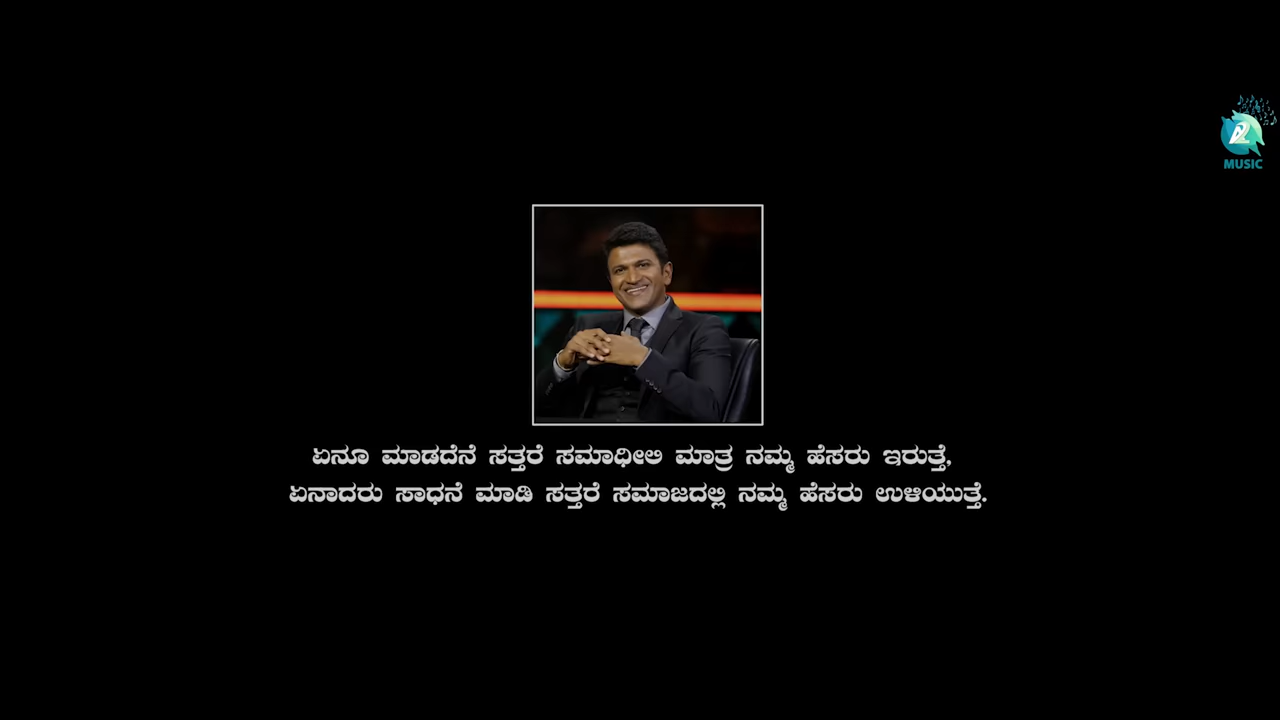 MUSIC
ಏನೂ ಮಾಡದೆನೆ ಸತ್ತರೆ ಸಮಾಧೀಲಿ ಮಾತ್ರ ನಮ್ಮ ಹೆಸರು ಇರುತ್ತೆ,
ಏನಾದರು ಸಾಧನೆ ಮಾಡಿ ಸತ್ತರೆ ಸಮಾಜದಲ್ಲಿ ನಮ್ಮ ಹೆಸರು ಉಳಿಯುತ್ತೆ.